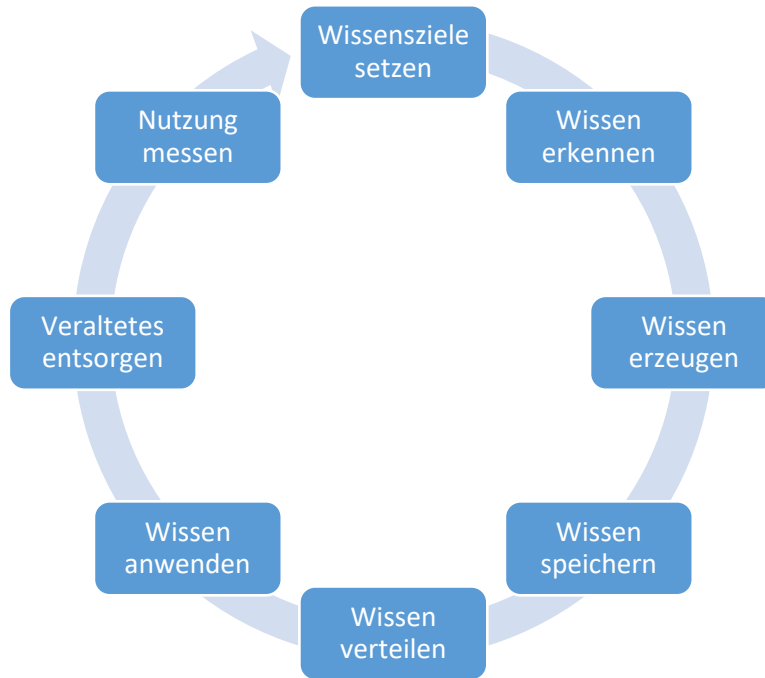 Wissensziele
setzen
Wissen
erkennen
Wissen
erzeugen
Wissen
speichern
Wissen
verteilen
Wissen
anwenden
Veraltetes
entsorgen
Nutzung
messen